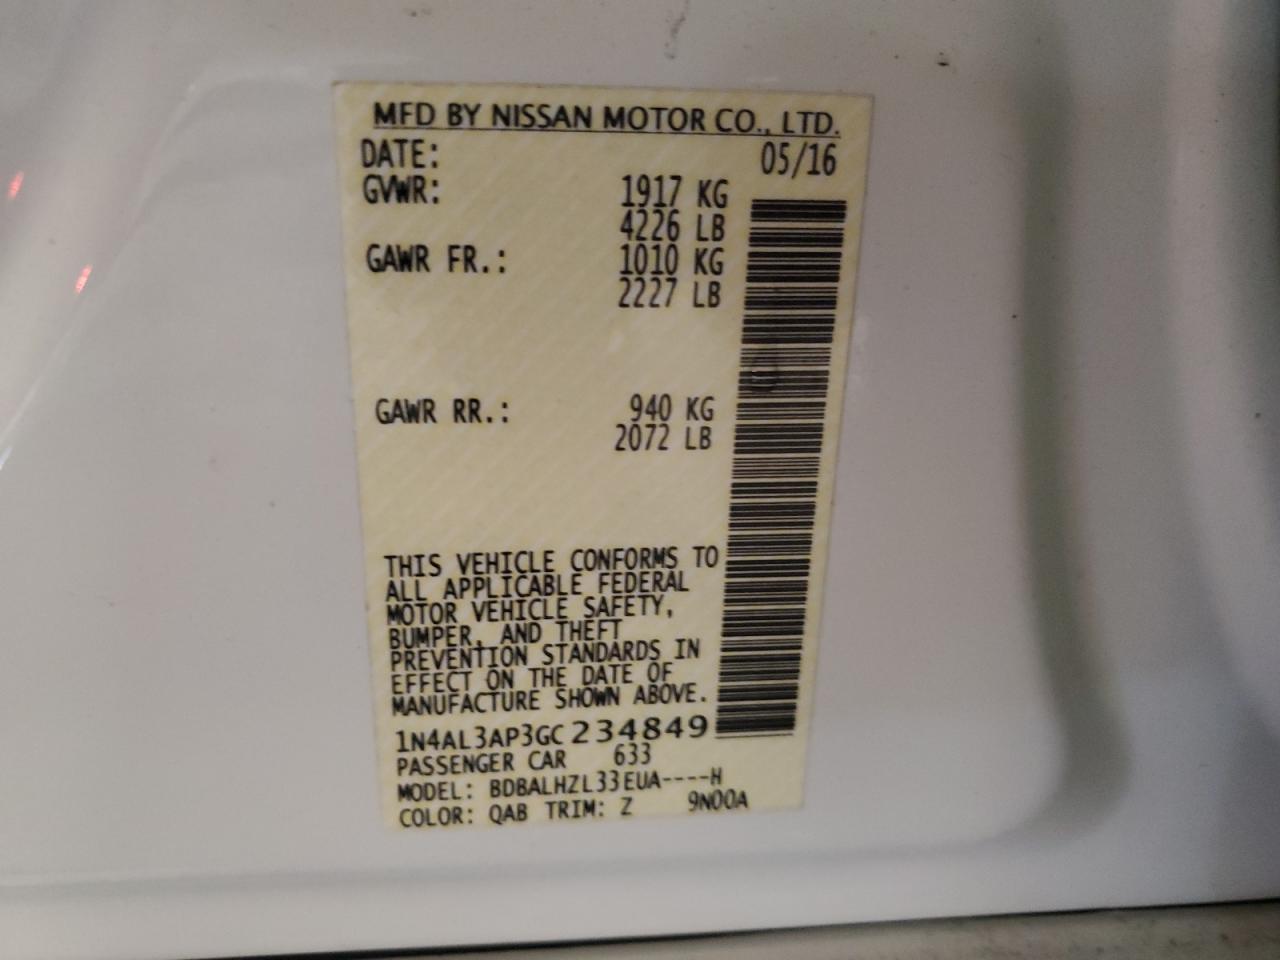 MFD BY NISSAN MOTOR CO., LTD.
DATE: 05/16
GVWR: 1917 KG
4226 LB
GAWR FR.: 1010 KG
2227 LB
GAWR RR.: 940 KG
2072 LB
THIS VEHICLE CONFORMS TO
ALL APPLICABLE FEDERAL
MOTOR VEHICLE SAFETY,
BUMPER, AND THEFT
PREVENTION STANDARDS IN
EFFECT ON THE DATE OF
MANUFACTURE SHOWN ABOVE.
1N4AL3AP3GC234849
PASSENGER CAR 633
MODEL: BDBALHZL33EUA----H
COLOR: QAB TRIM: Z 9N00A